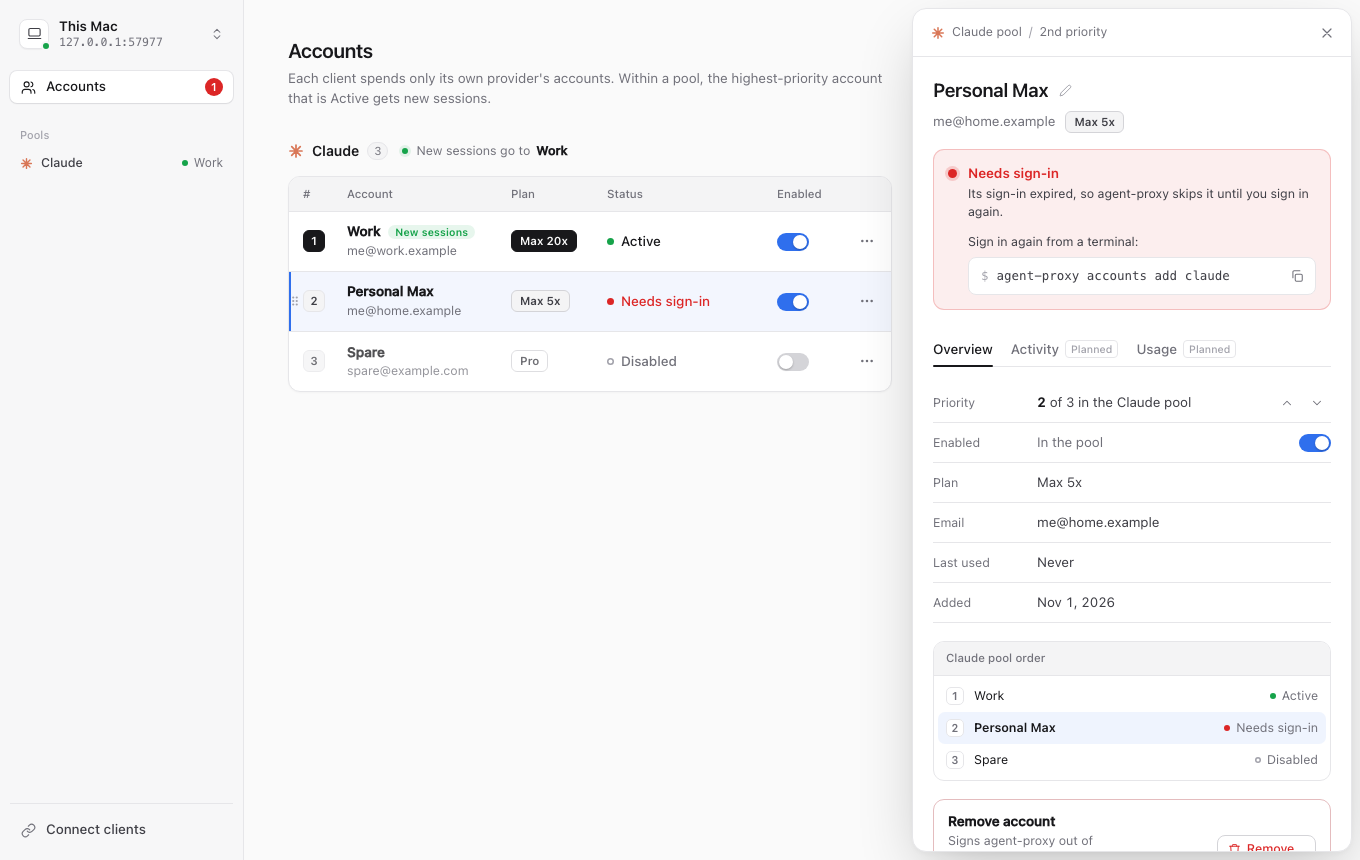 This Mac
127.0.0.1:57977
Accounts
1
Pools
Claude
Work
Connect clients
Accounts
Each client spends only its own provider's accounts. Within a pool, the highest-priority account
that is Active gets new sessions.
Claude 3 New sessions go to Work
# Account Plan Status Enabled
1 Work New sessions Max 20x Active
me@work.example
2 Personal Max Max 5x Needs sign-in
me@home.example
3 Spare Pro Disabled
spare@example.com
Claude pool / 2nd priority
Personal Max
me@home.example Max 5x
Needs sign-in
Its sign-in expired, so agent-proxy skips it until you sign in
again.
Sign in again from a terminal:
$ agent-proxy accounts add claude
Overview Activity Planned Usage Planned
Priority 2 of 3 in the Claude pool
Enabled In the pool
Plan Max 5x
Email me@home.example
Last used Never
Added Nov 1, 2026
Claude pool order
1 Work Active
2 Personal Max Needs sign-in
3 Spare Disabled
Remove account
Signs agent-proxy out of
Remove